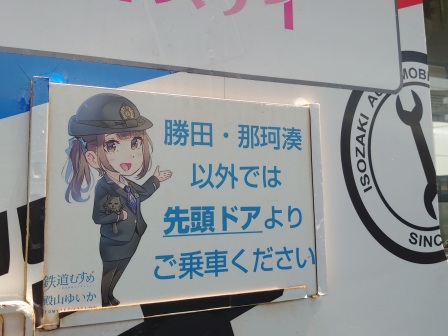 勝田・那珂湊
以外では
先頭ドアより
ご乗車ください
鉄道むすめ
殿山ゆいか
ISOZAKI AUTOMOBI
SINC